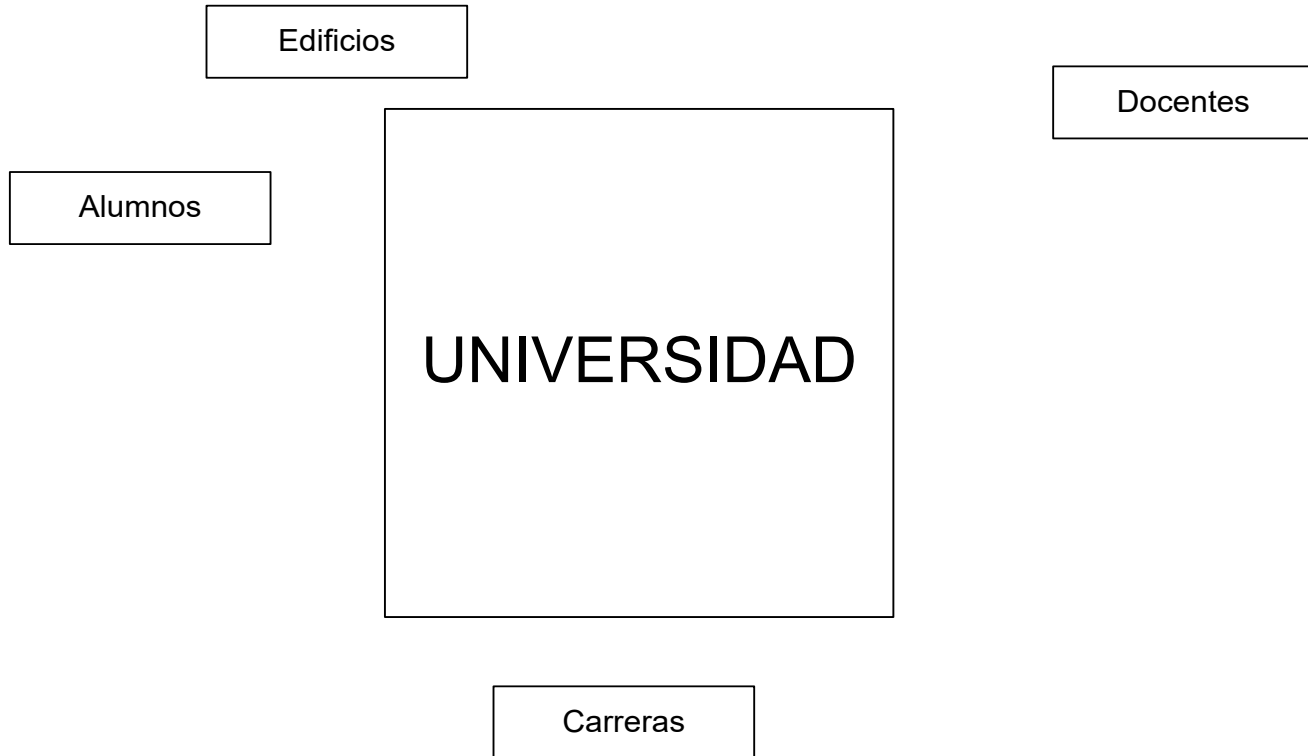 Edificios
Docentes
Alumnos
UNIVERSIDAD
Carreras